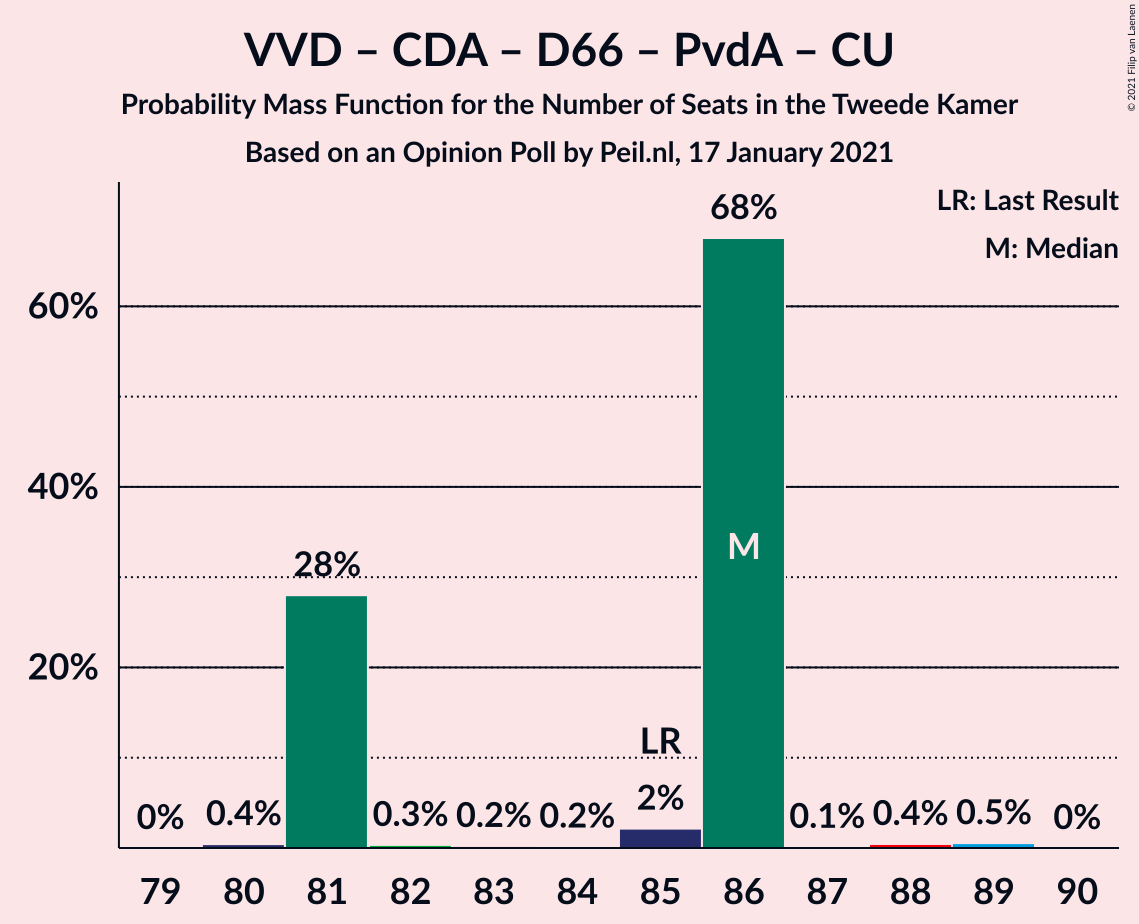 VVD – CDA – D66 – PvdA – CU
Probability Mass Function for the Number of Seats in the Tweede Kamer
Based on an Opinion Poll by Peil.nl, 17 January 2021
© 2021 Filip van Laenen
LR: Last Result
M: Median
68%
60%
40%
28%
M
20%
LR
0% 0.4% 0.3% 0.2% 0.2% 2% 0.1% 0.4% 0.5% 0%
79 80 81 82 83 84 85 86 87 88 89 90